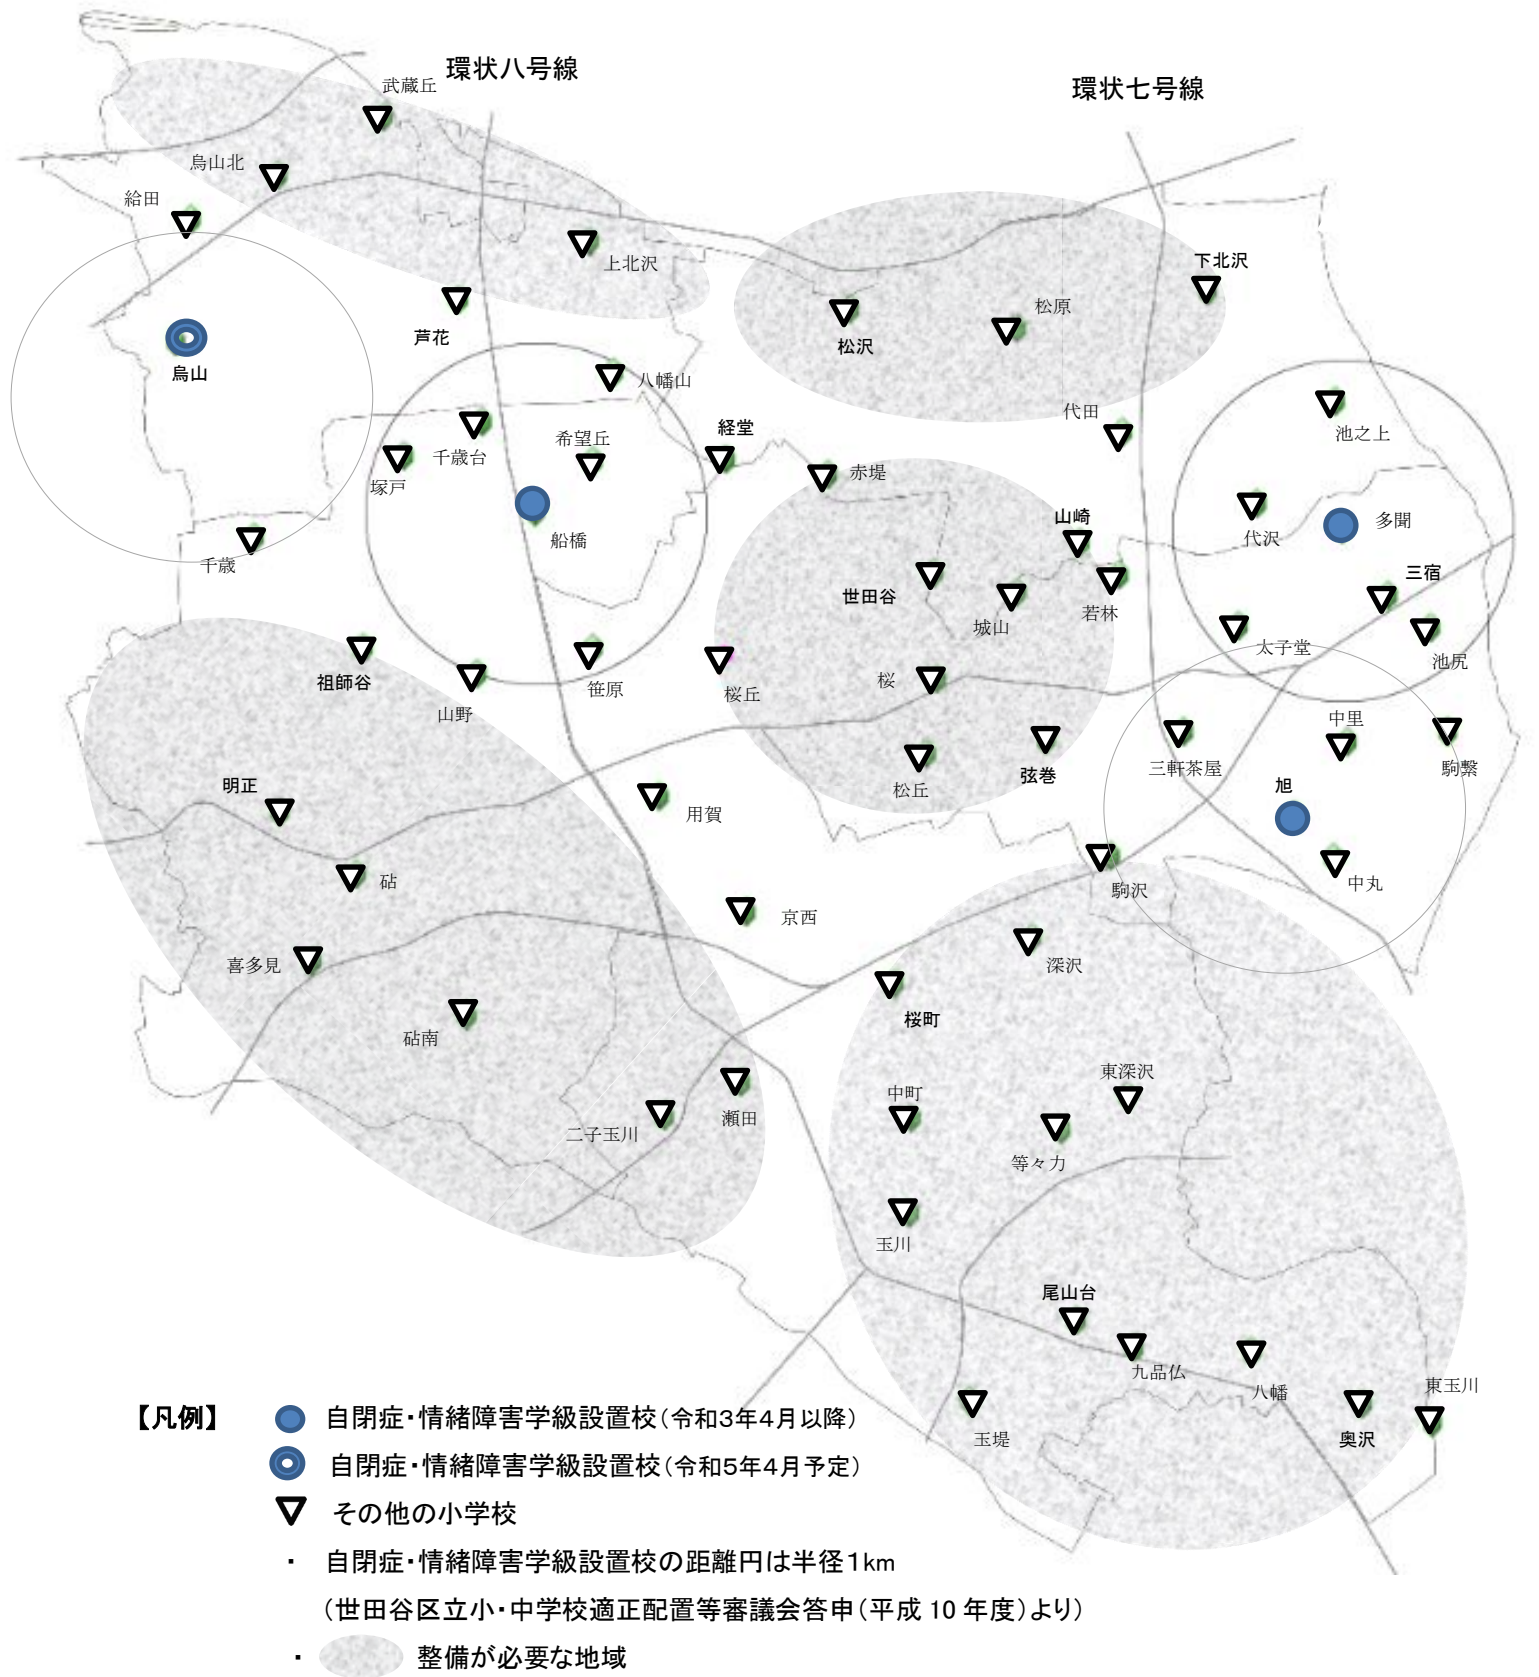 環状八号線
環状七号線
武蔵丘
烏山北
給田
上北沢
下北沢
松原
芦花
松沢
烏山
八幡山
代田
池之上
経堂
希望丘
千歳台
赤堤
塚戸
山崎
多聞
代沢
船橋
千歳
三宿
世田谷
若林
城山
太子堂
池尻
祖師谷
桜
笹原
桜丘
山野
中里
三軒茶屋
駒繋
弦巻
明正
旭
松丘
用賀
砧
中丸
駒沢
京西
喜多見
深沢
桜町
砧南
東深沢
中町
瀬田
二子玉川
等々力
玉川
尾山台
九品仏
八幡
東玉川
玉堤
奥沢
【凡例】
自閉症・情緒障害学級設置校(令和3年4月以降)
自閉症・情緒障害学級設置校(令和5年4月予定)
その他の小学校
・ 自閉症・情緒障害学級設置校の距離円は半径1km
(世田谷区立小・中学校適正配置等審議会答申(平成 10 年度)より)
・ 整備が必要な地域